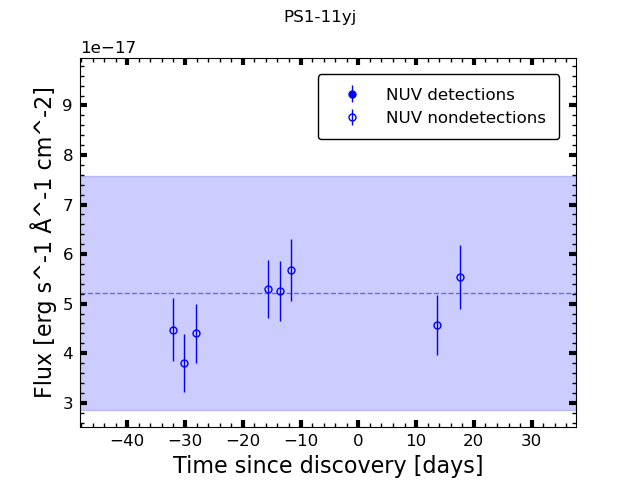 PS1-11yj
1e−17
NUV detections
NUV nondetections
9
8
7
6
5
4
3
Flux [erg s^-1 Å^-1 cm^-2]
−40 −30 −20 −10 0 10 20 30
Time since discovery [days]